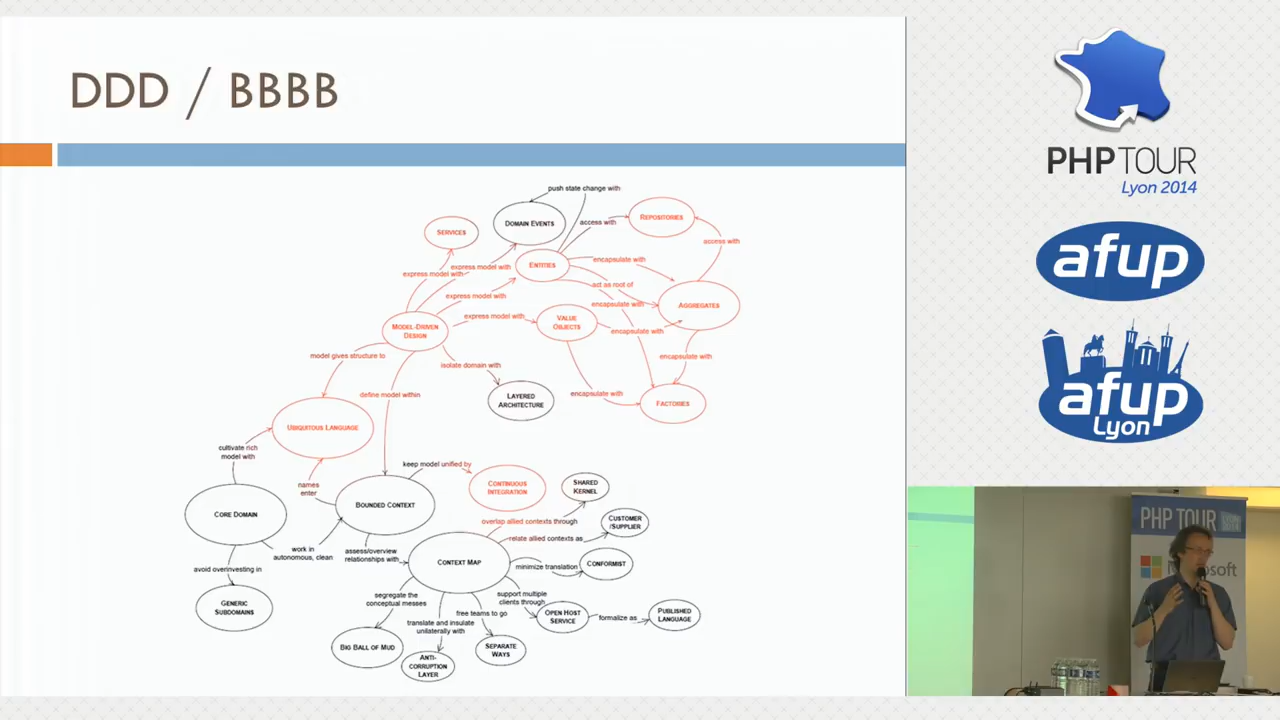 DDD / BBBB
push state change with
DOMAIN EVENTS
access with
REPOSITORIES
SERVICES
access with
express model with
express model with
ENTITIES
encapsulate with
act as root of
express model with
encapsulate with
AGGREGATES
express model with
VALUE
OBJECTS
encapsulate with
MODEL-DRIVEN
DESIGN
model gives structure to
isolate domain with
encapsulate with
define model within
LAYERED
ARCHITECTURE
encapsulate with
FACTORIES
UBIQUITOUS LANGUAGE
cultivate rich
model with
keep model unified by
names
enter
CONTINUOUS
INTEGRATION
SHARED
KERNEL
CORE DOMAIN
BOUNDED CONTEXT
overlap allied contexts through
CUSTOMER
/SUPPLIER
relate allied contexts as
work in
autonomous, clean
assess/overview
relationships with
CONTEXT MAP
minimize translation
CONFORMIST
avoid overinvesting in
segregate the
conceptual messes
support multiple
clients through
GENERIC
SUBDOMAINS
free teams to go
OPEN HOST
SERVICE
formalize as
PUBLISHED
LANGUAGE
translate and insulate
unilaterally with
BIG BALL OF MUD
SEPARATE
WAYS
ANTI-
CORRUPTION
LAYER
PHP TOUR
Lyon 2014
afup
afup
Lyon
PHP TOUR